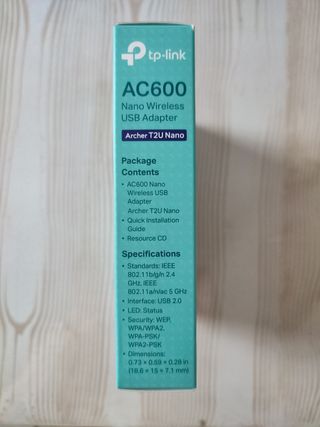 tp-link
AC600
Nano Wireless
USB Adapter
Archer T2U Nano
Package
Contents
• AC600 Nano
Wireless USB
Adapter
Archer T2U Nano
• Quick Installation
Guide
• Resource CD
Specifications
• Standards: IEEE
802.11b/g/n 2.4
GHz, IEEE
802.11a/n/ac 5 GHz
• Interface: USB 2.0
• LED: Status
• Security: WEP,
WPA/WPA2,
WPA-PSK/
WPA2-PSK
• Dimensions:
0.73 × 0.59 × 0.28 in
(18.6 × 15 × 7.1 mm)